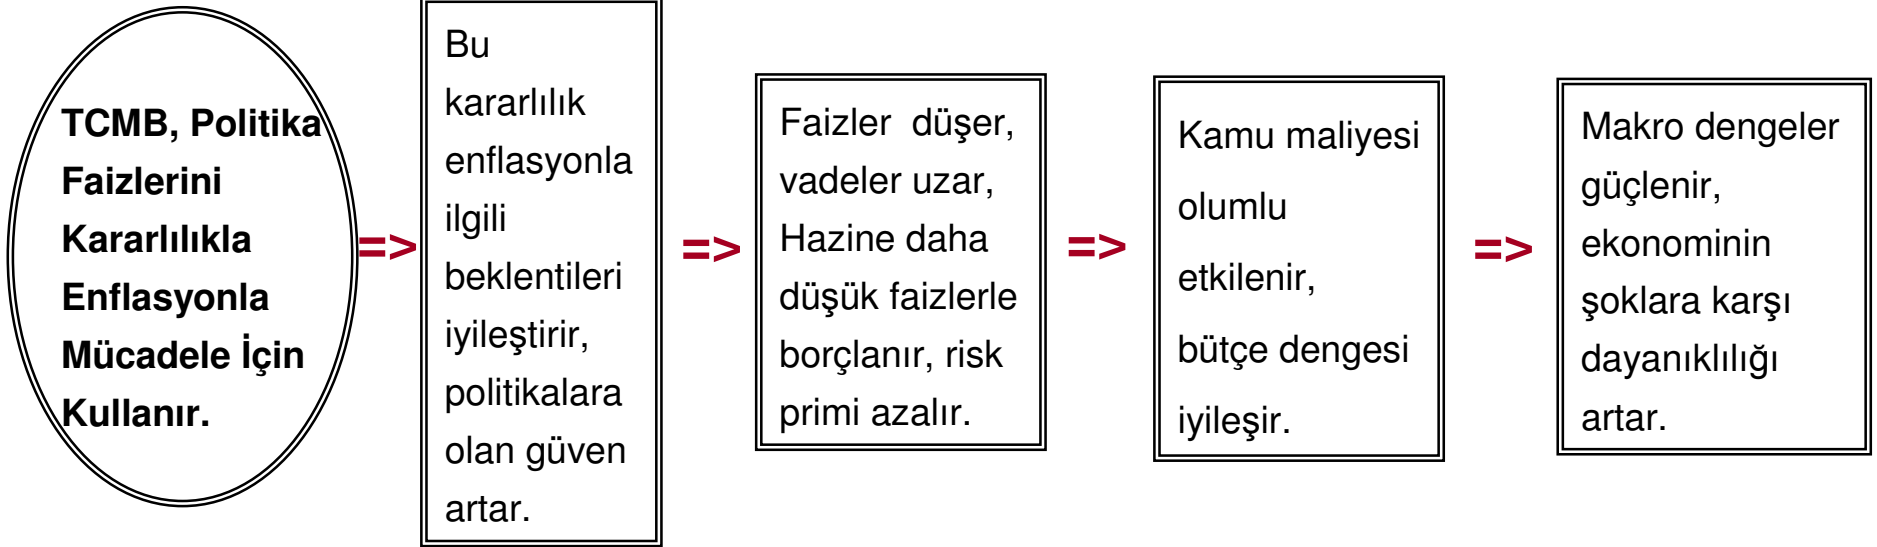 TCMB, Politika
Faizlerini
Kararlılıkla
Enflasyonla
Mücadele İçin
Kullanır.
=>
Bu
kararlılık
enflasyonla
ilgili
beklentileri
iyileştirir,
politikalara
olan güven
artar.
=>
Faizler düşer,
vadeler uzar,
Hazine daha
düşük faizlerle
borçlanır, risk
primi azalır.
=>
Kamu maliyesi
olumlu
etkilenir,
bütçe dengesi
iyileşir.
=>
Makro dengeler
güçlenir,
ekonominin
şoklara karşı
dayanıklılığı
artar.